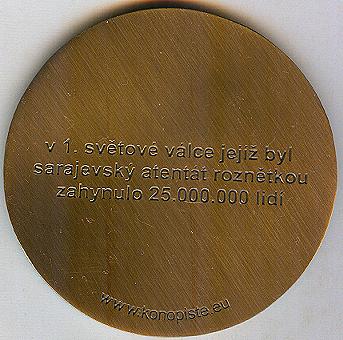 v 1. světové válce jejíž byl
sarajevský atentát roznětkou
zahynulo 25.000.000 lidí
www.konopiste.eu